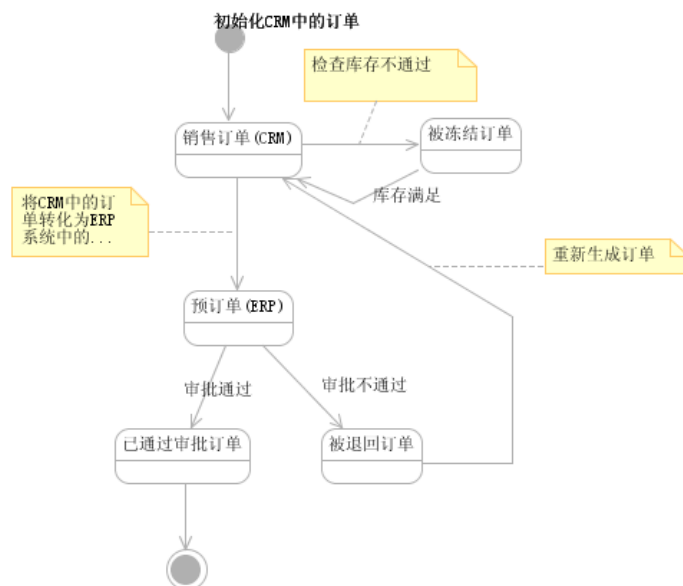 初始化CRM中的订单
检查库存不通过
销售订单(CRM)
被冻结订单
库存满足
将CRM中的订
单转化为ERP
系统中的...
重新生成订单
预订单(ERP)
审批通过
审批不通过
已通过审批订单
被退回订单